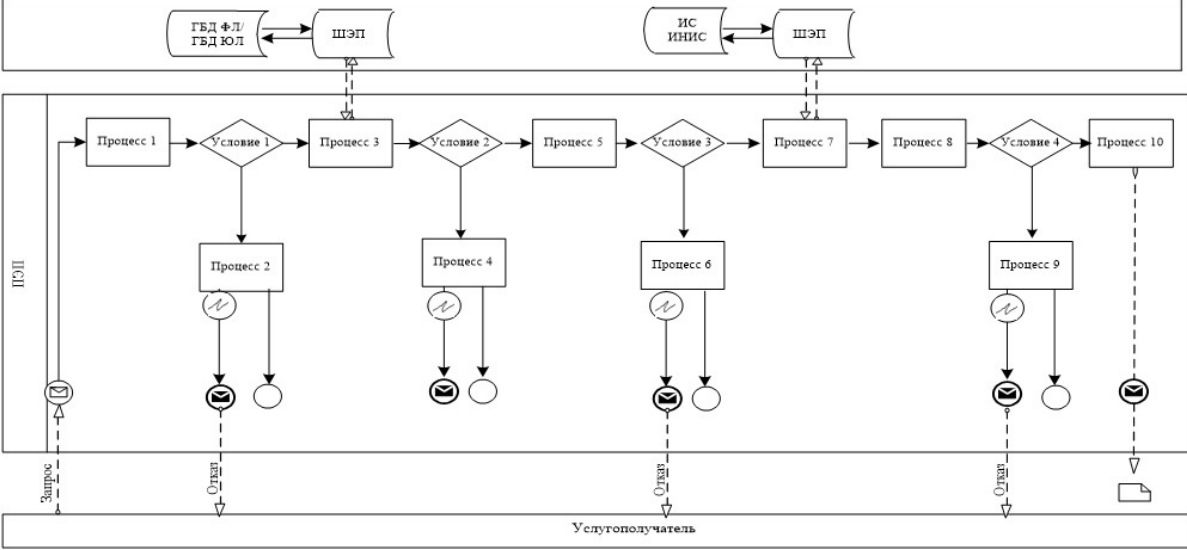 ГБД ФЛ/
ГБД ЮЛ
ШЭП
ИС
ИНИС
ШЭП
Процесс 1
Условие 1
Процесс 3
Условие 2
Процесс 5
Условие 3
Процесс 7
Процесс 8
Условие 4
Процесс 10
Процесс 2
Процесс 4
Процесс 6
Процесс 9
ПЭП
Запрос
Отказ
Отказ
Отказ
Услугополучатель